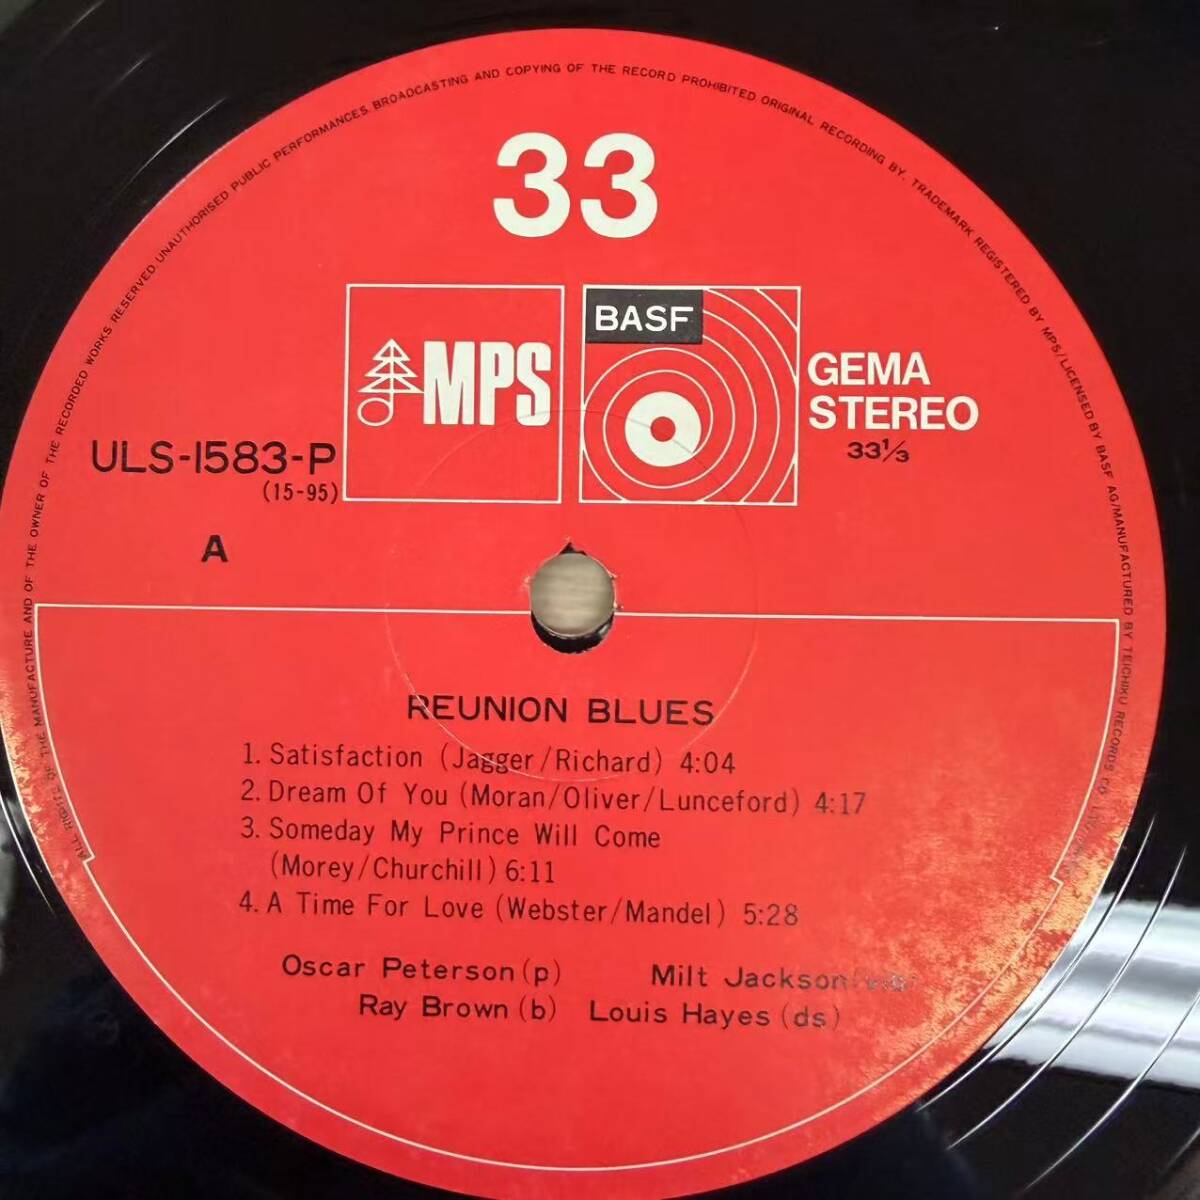 ALL RIGHTS OF THE MANUFACTURE AND OF THE OWNER OF THE RECORDED WORKS RESERVED. UNAUTHORISED PUBLIC PERFORMANCES. BROADCASTING AND COPYING OF THE RECORD PROHIBITED ORIGINAL RECORDING BY. TRADEMARK REGISTERED BY MPS/LICENSED BY BASF AG/MANUFACTURED BY TEICHIKU RECORDS CO.
33
MPS
BASF
GEMA
STEREO
33⅓
ULS-1583-P
(15-95)
A
REUNION BLUES
1. Satisfaction (Jagger/Richard) 4:04
2. Dream Of You (Moran/Oliver/Lunceford) 4:17
3. Someday My Prince Will Come
(Morey/Churchill) 6:11
4. A Time For Love (Webster/Mandel) 5:28
Oscar Peterson (p) Milt Jackson
Ray Brown (b) Louis Hayes (ds)